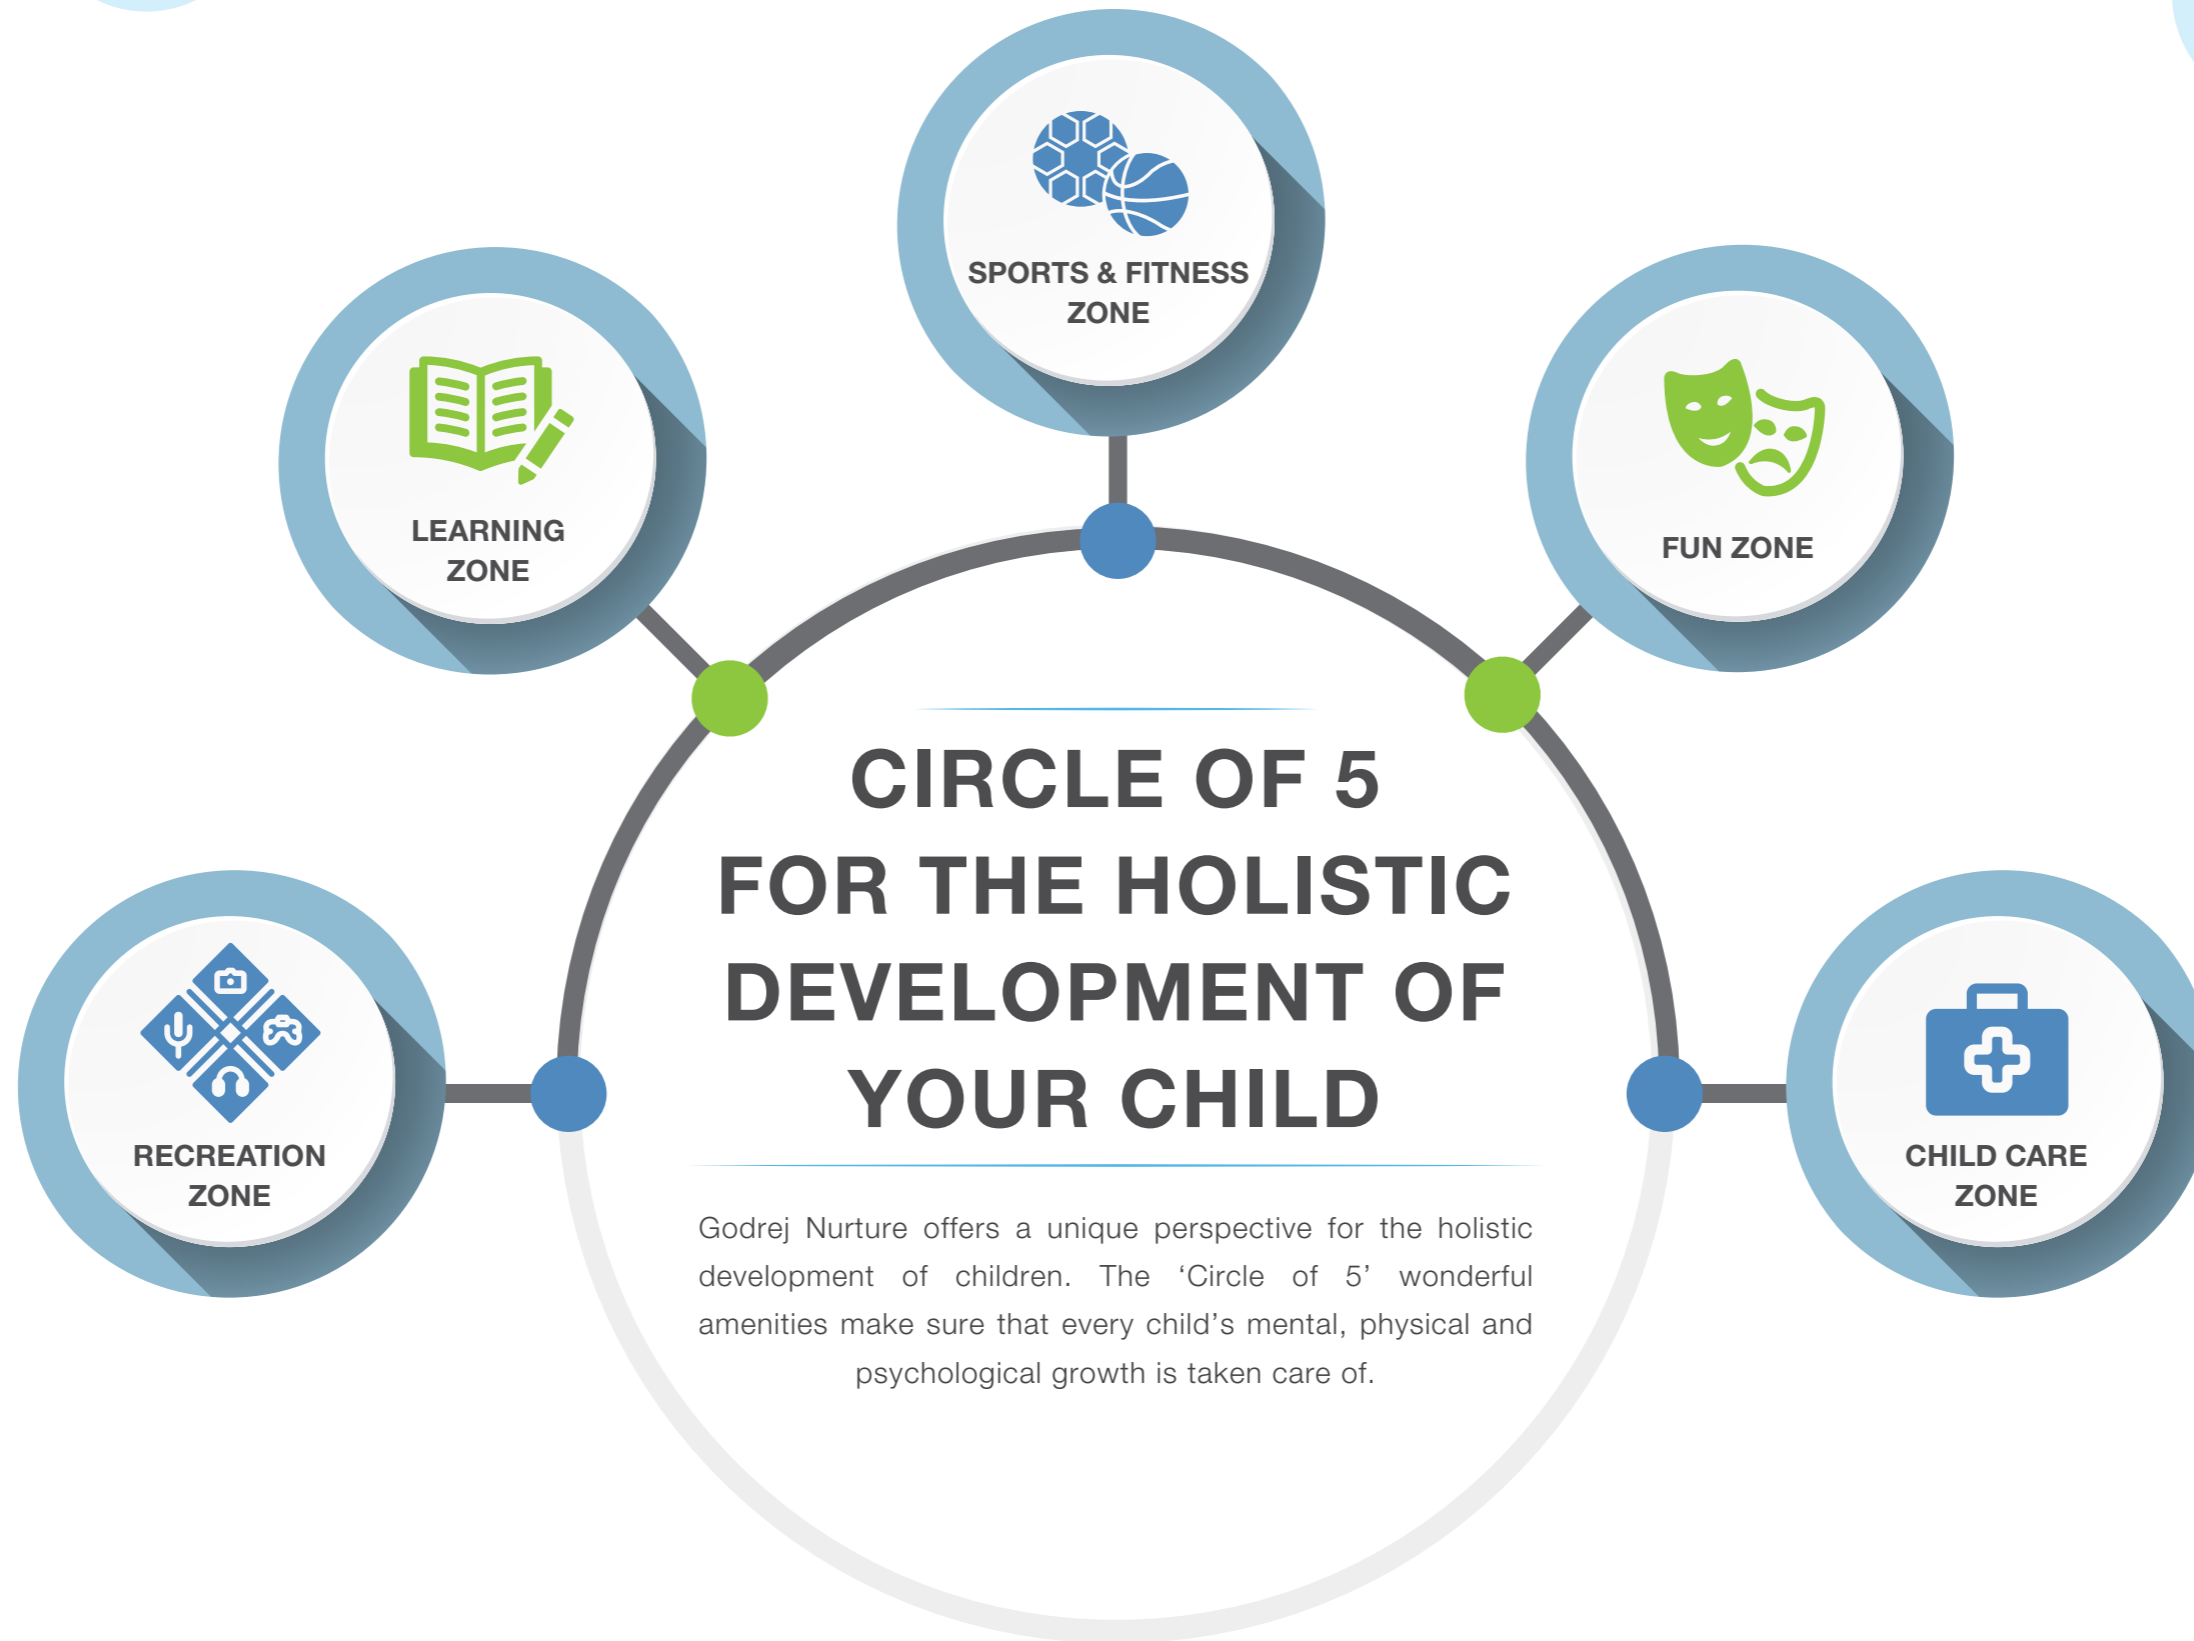 SPORTS & FITNESS
ZONE
LEARNING
ZONE
FUN ZONE
CIRCLE OF 5
FOR THE HOLISTIC
DEVELOPMENT OF
YOUR CHILD
RECREATION
ZONE
CHILD CARE
ZONE
Godrej Nurture offers a unique perspective for the holistic
development of children. The ‘Circle of 5’ wonderful
amenities make sure that every child’s mental, physical and
psychological growth is taken care of.